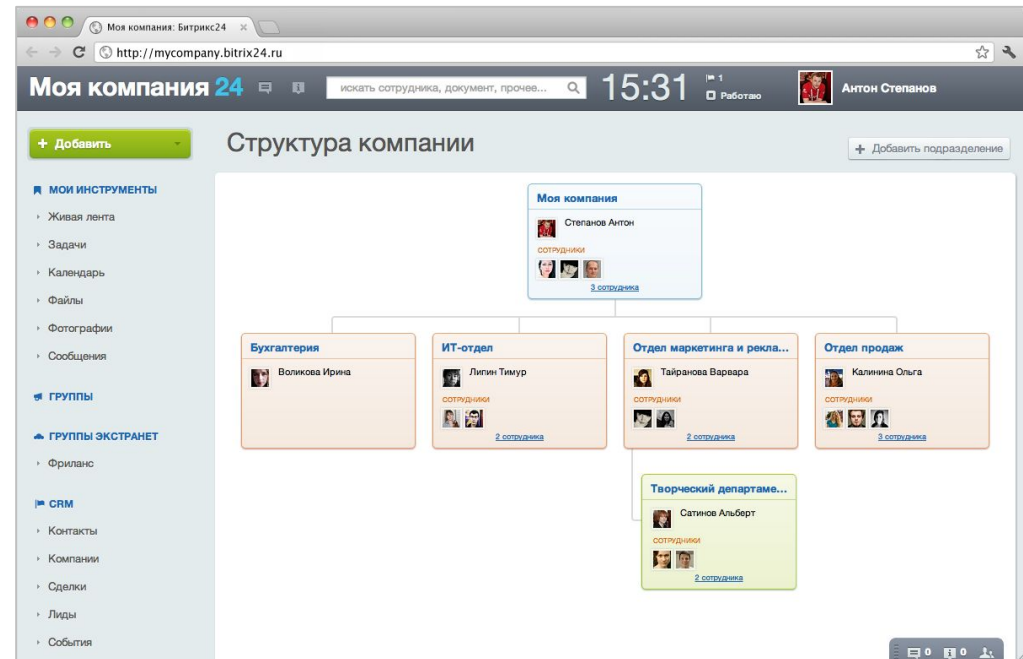 Моя компания: Битрикс24
http://mycompany.bitrix24.ru
Моя компания 24
искать сотрудника, документ, прочее...
15:31
1
Работаю
Антон Степанов
+ Добавить
Структура компании
+ Добавить подразделение
МОИ ИНСТРУМЕНТЫ
Живая лента
Задачи
Календарь
Файлы
Фотографии
Сообщения
ГРУППЫ
ГРУППЫ ЭКСТРАНЕТ
Фриланс
CRM
Контакты
Компании
Сделки
Лиды
События
Моя компания
Степанов Антон
СОТРУДНИКИ
3 сотрудника
Бухгалтерия
Воликова Ирина
ИТ-отдел
Липин Тимур
СОТРУДНИКИ
2 сотрудника
Отдел маркетинга и рекла...
Тайранова Варвара
СОТРУДНИКИ
2 сотрудника
Отдел продаж
Калинина Ольга
СОТРУДНИКИ
3 сотрудника
Творческий департаме...
Сатинов Альберт
СОТРУДНИКИ
2 сотрудника
0 0